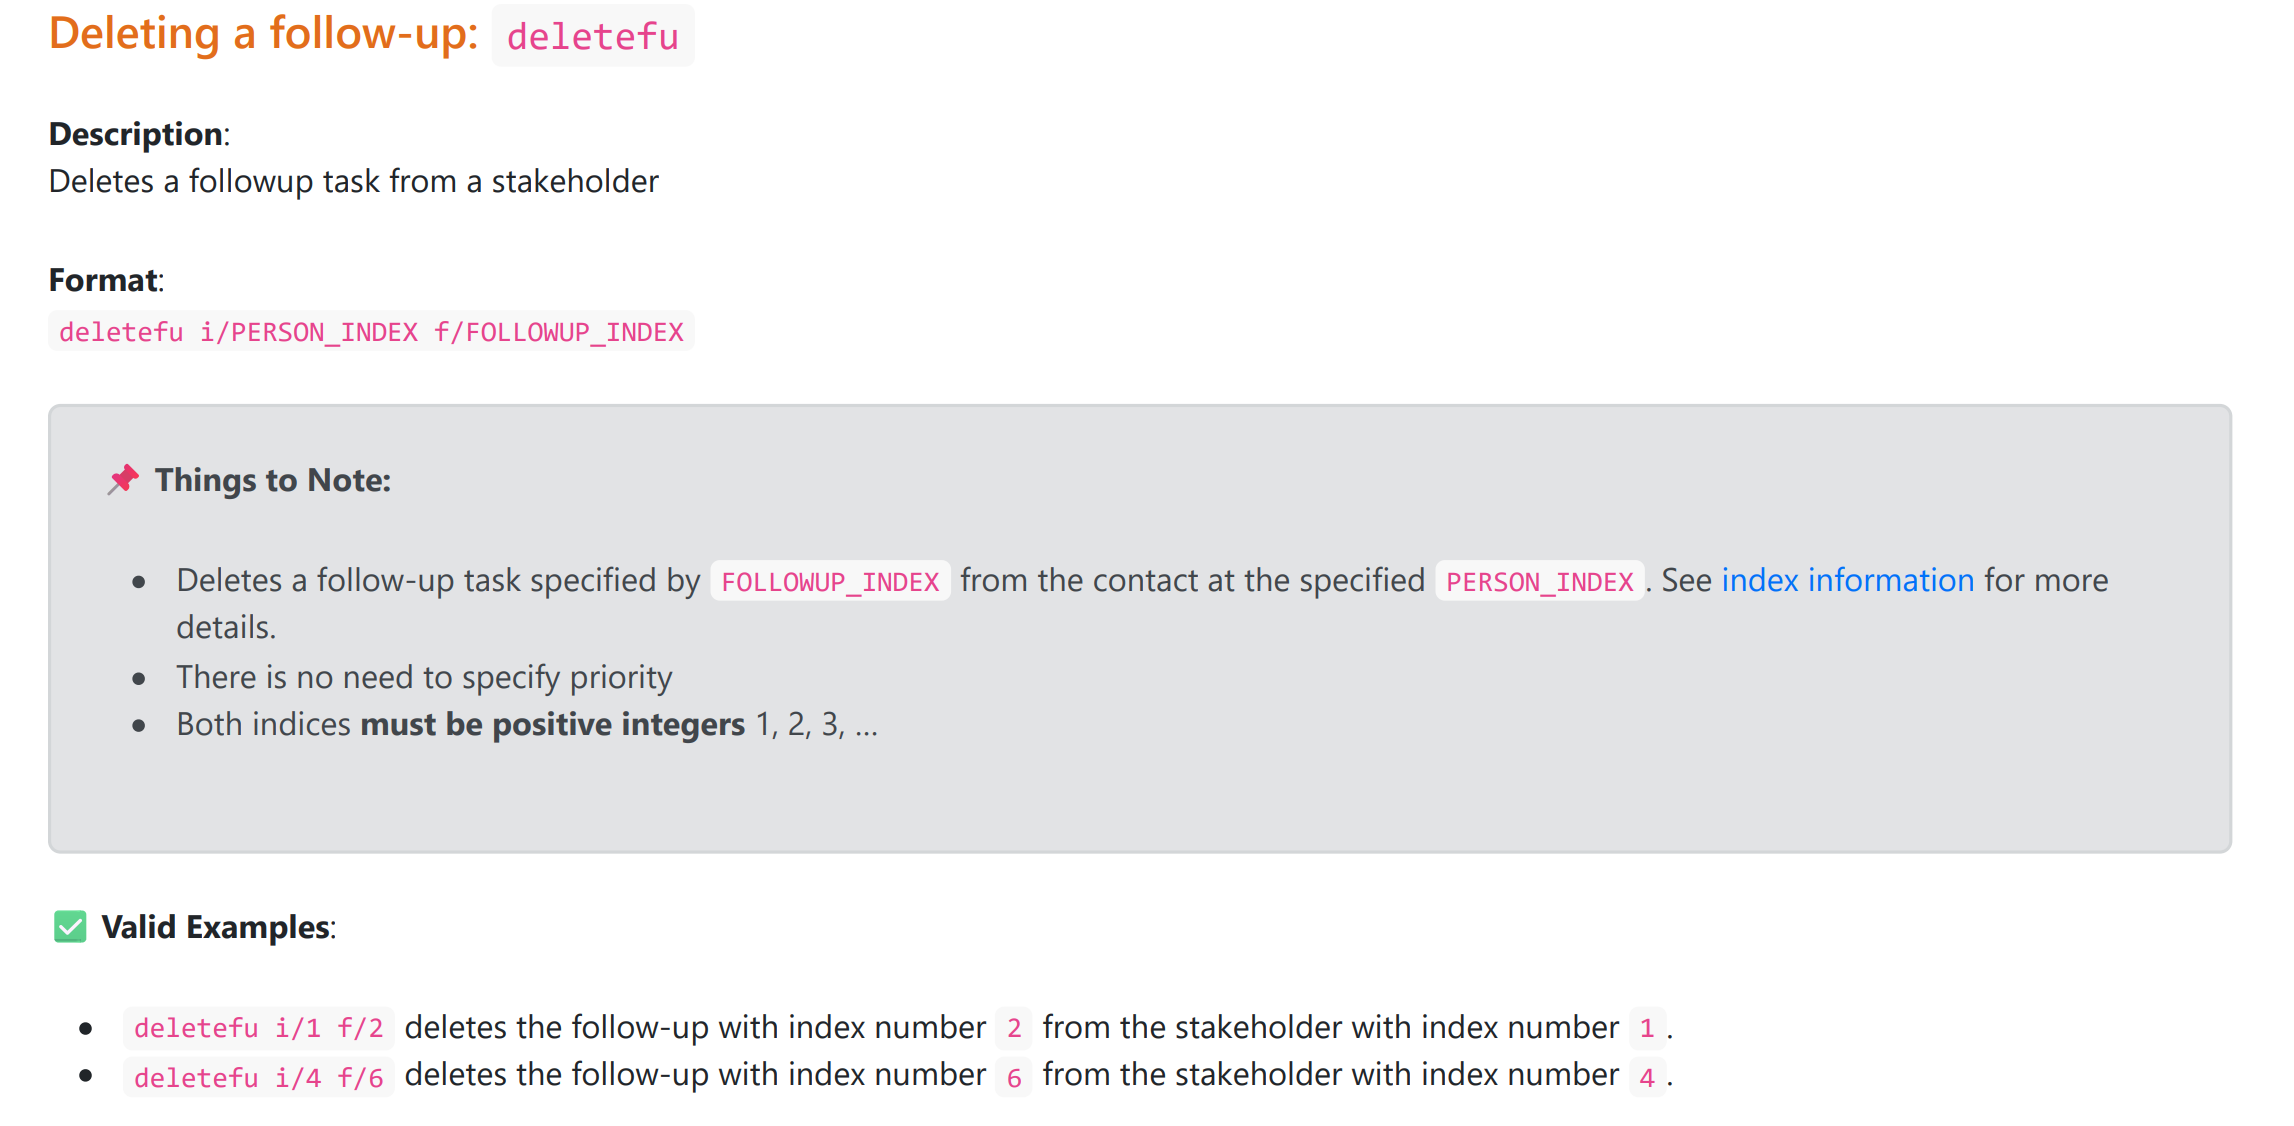 Deleting a follow-up: deletefu
Description:
Deletes a followup task from a stakeholder
Format:
deletefu i/PERSON_INDEX f/FOLLOWUP_INDEX
Things to Note:
Deletes a follow-up task specified by FOLLOWUP_INDEX from the contact at the specified PERSON_INDEX. See index information for more
details.
There is no need to specify priority
Both indices must be positive integers 1, 2, 3, …
Valid Examples:
deletefu i/1 f/2 deletes the follow-up with index number 2 from the stakeholder with index number 1.
deletefu i/4 f/6 deletes the follow-up with index number 6 from the stakeholder with index number 4.